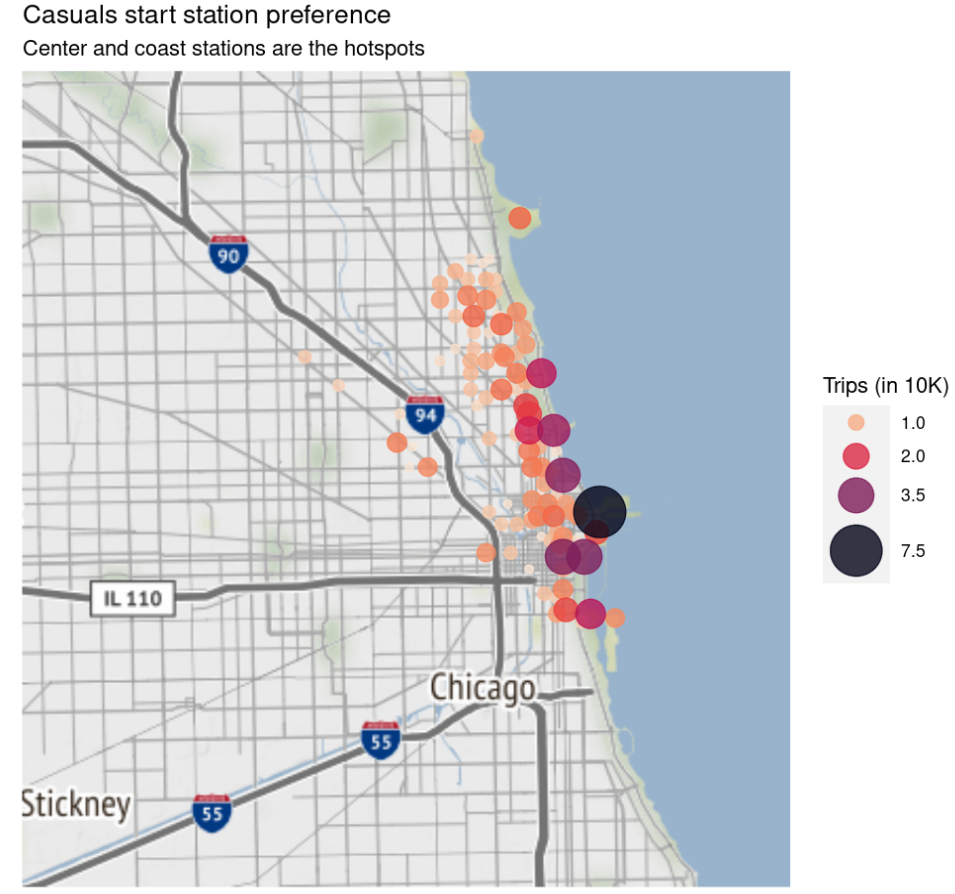 Casuals start station preference
Center and coast stations are the hotspots
90
94
IL 110
Chicago
55
Stickney
55
Trips (in 10K)
1.0
2.0
3.5
7.5